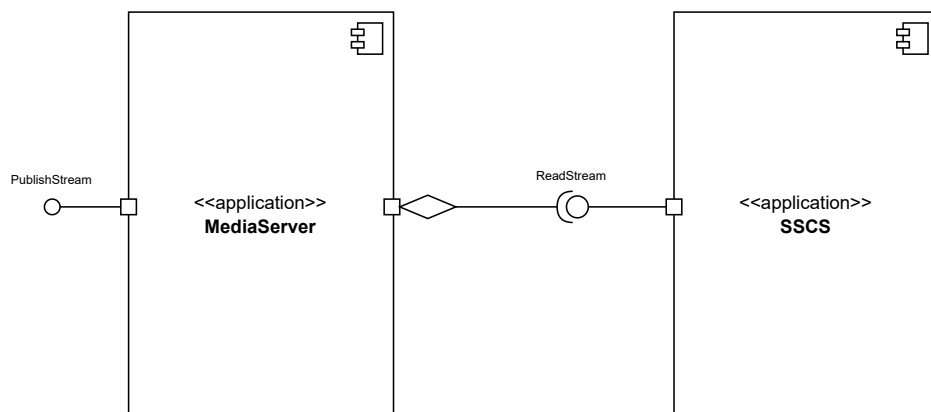 PublishStream
<<application>>
MediaServer
ReadStream
<<application>>
SSCS